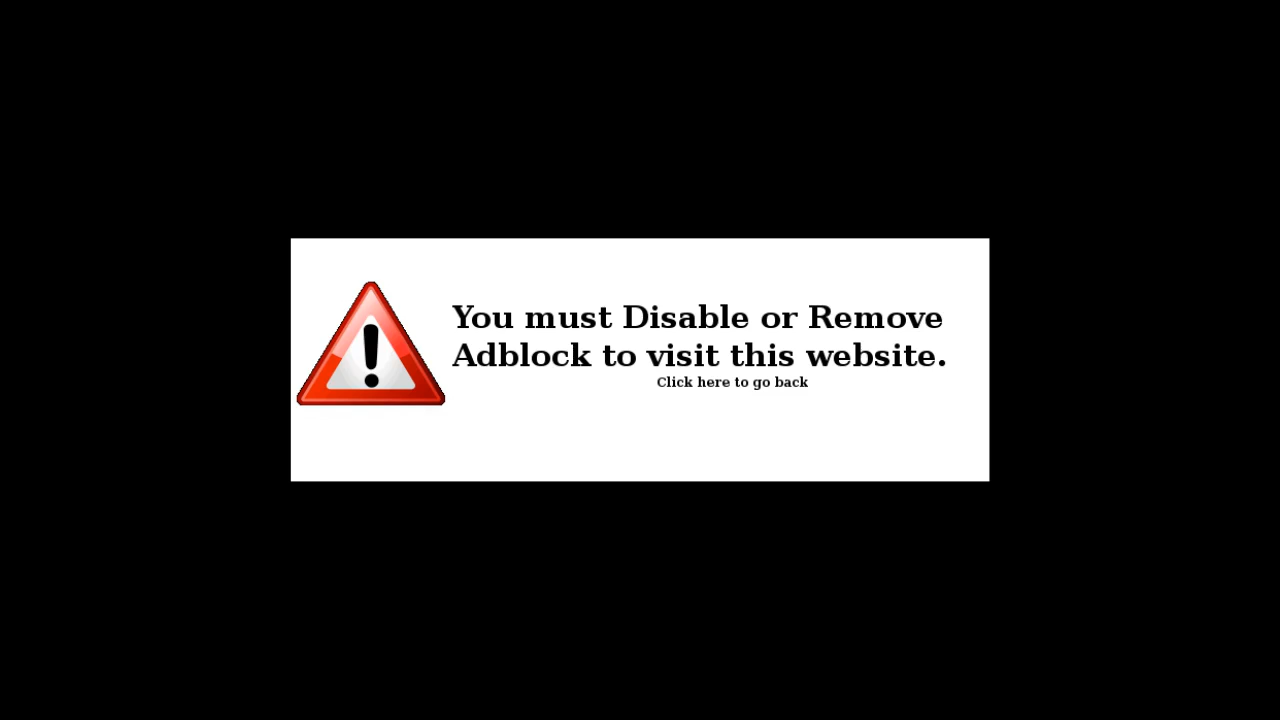 You must Disable or Remove
Adblock to visit this website.
Click here to go back